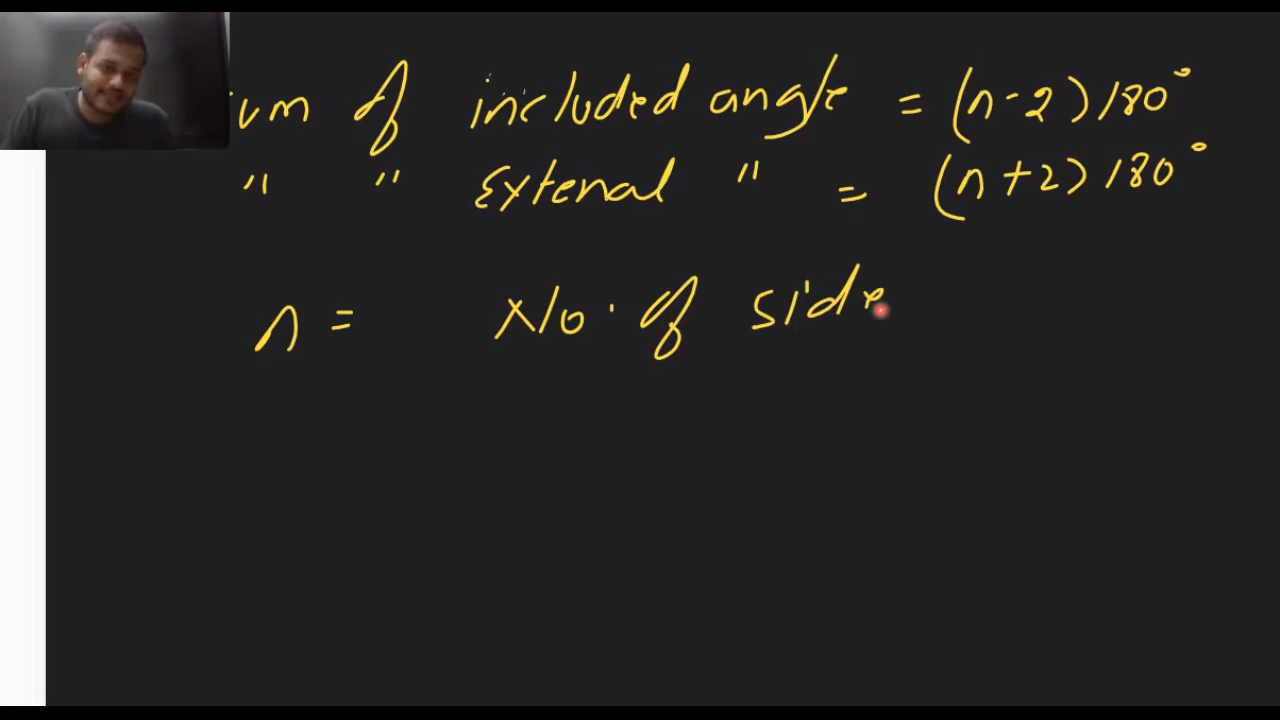 um of included angle = (n-2) 180°
" " Extenal " = (n+2) 180°
n = No. of side